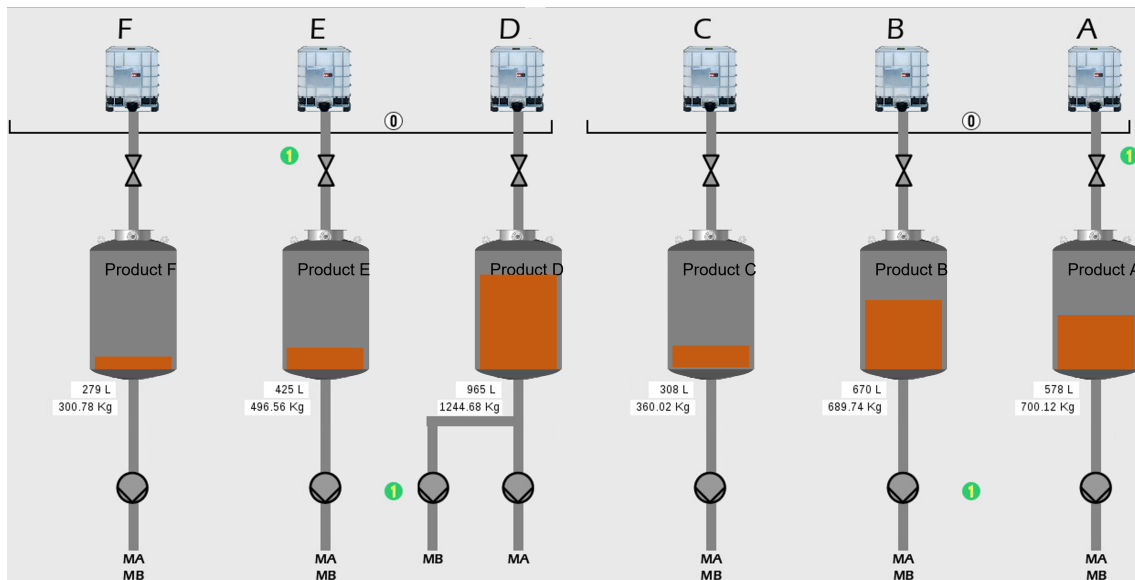 F E D C B A
0 0
1 1
Product F Product E Product D Product C Product B Product A
279 L 425 L 965 L 308 L 670 L 578 L
300.78 Kg 496.56 Kg 1244.68 Kg 360.02 Kg 689.74 Kg 700.12 Kg
1 1
MA MA MB MA MA MA MA
MB MB MB MB MB